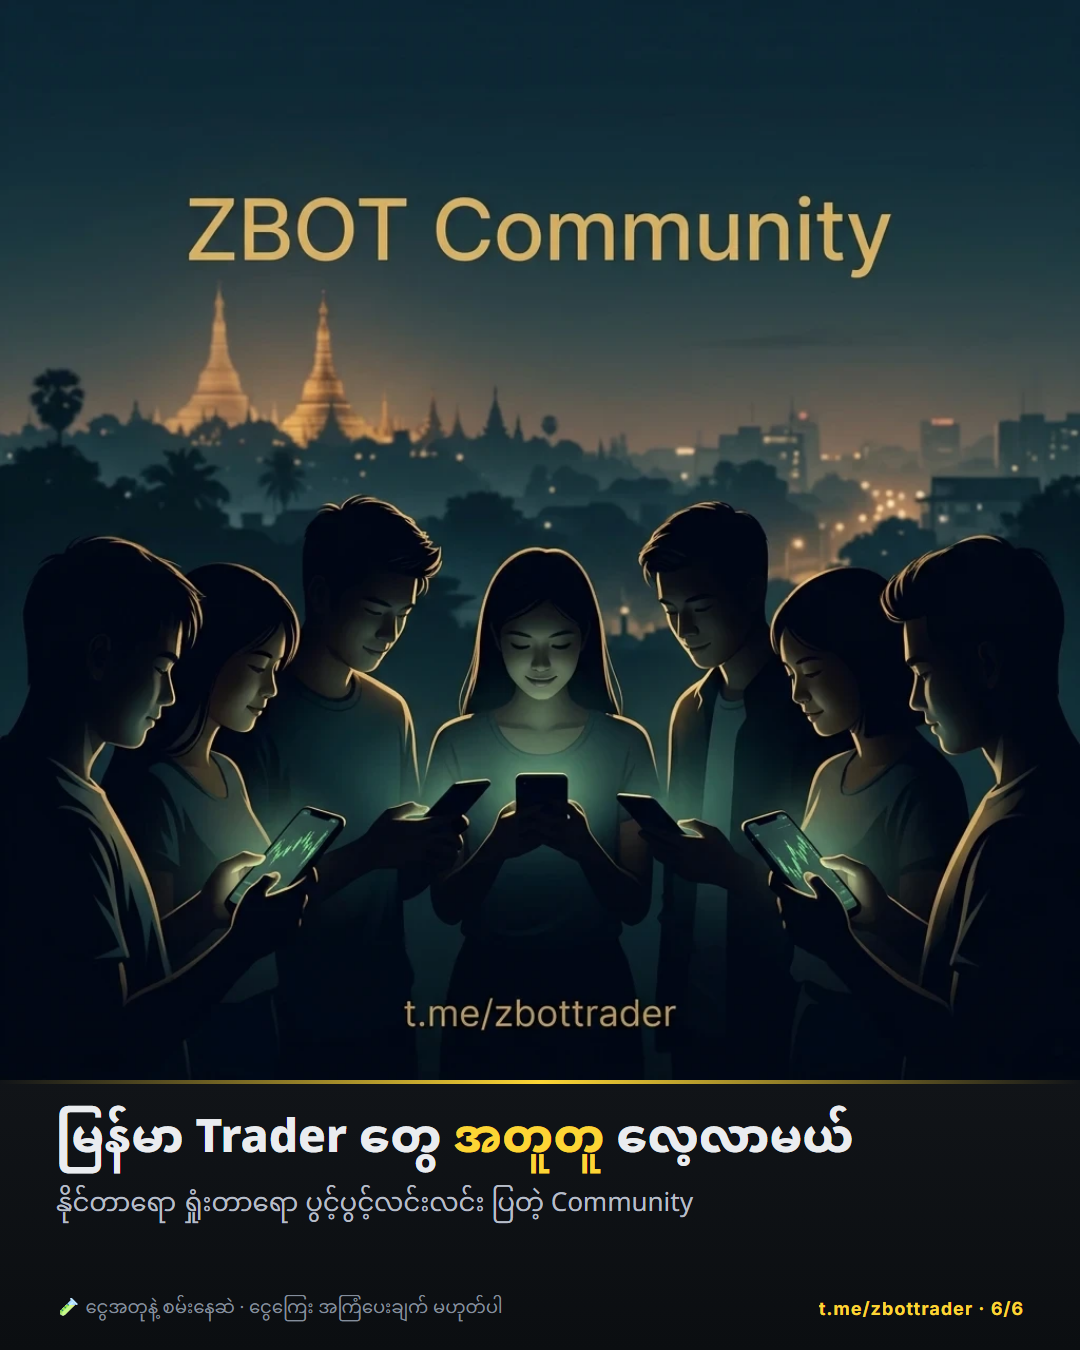 ZBOT Community
t.me/zbottrader
မြန်မာ Trader တွေ အတူတူ လေ့လာမယ်
နိုင်တာရော ရှုံးတာရော ပွင့်ပွင့်လင်းလင်း ပြတဲ့ Community
ငွေအတုနဲ့ စမ်းနေဆဲ · ငွေကြေး အကြံပေးချက် မဟုတ်ပါ
t.me/zbottrader · 6/6